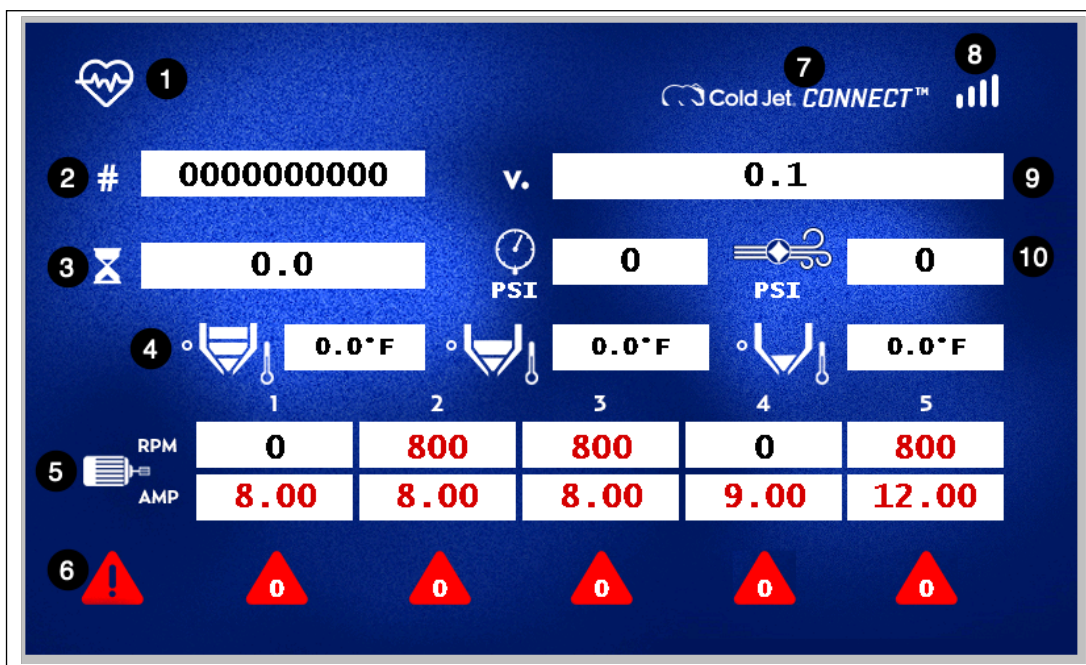 1
7
8
Cold Jet. CONNECT™
2 # 0000000000 v. 0.1 9
3 0.0 PSI 0 PSI 0 10
4 0.0°F 0.0°F 0.0°F
1 2 3 4 5
5 RPM 0 800 800 0 800
AMP 8.00 8.00 8.00 9.00 12.00
6 ! 0 0 0 0 0